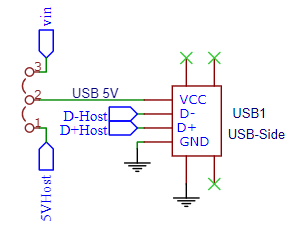 vin
3
2
1
USB 5V
D-Host
D+Host
5VHost
VCC
D-
D+
GND
USB1
USB-Side